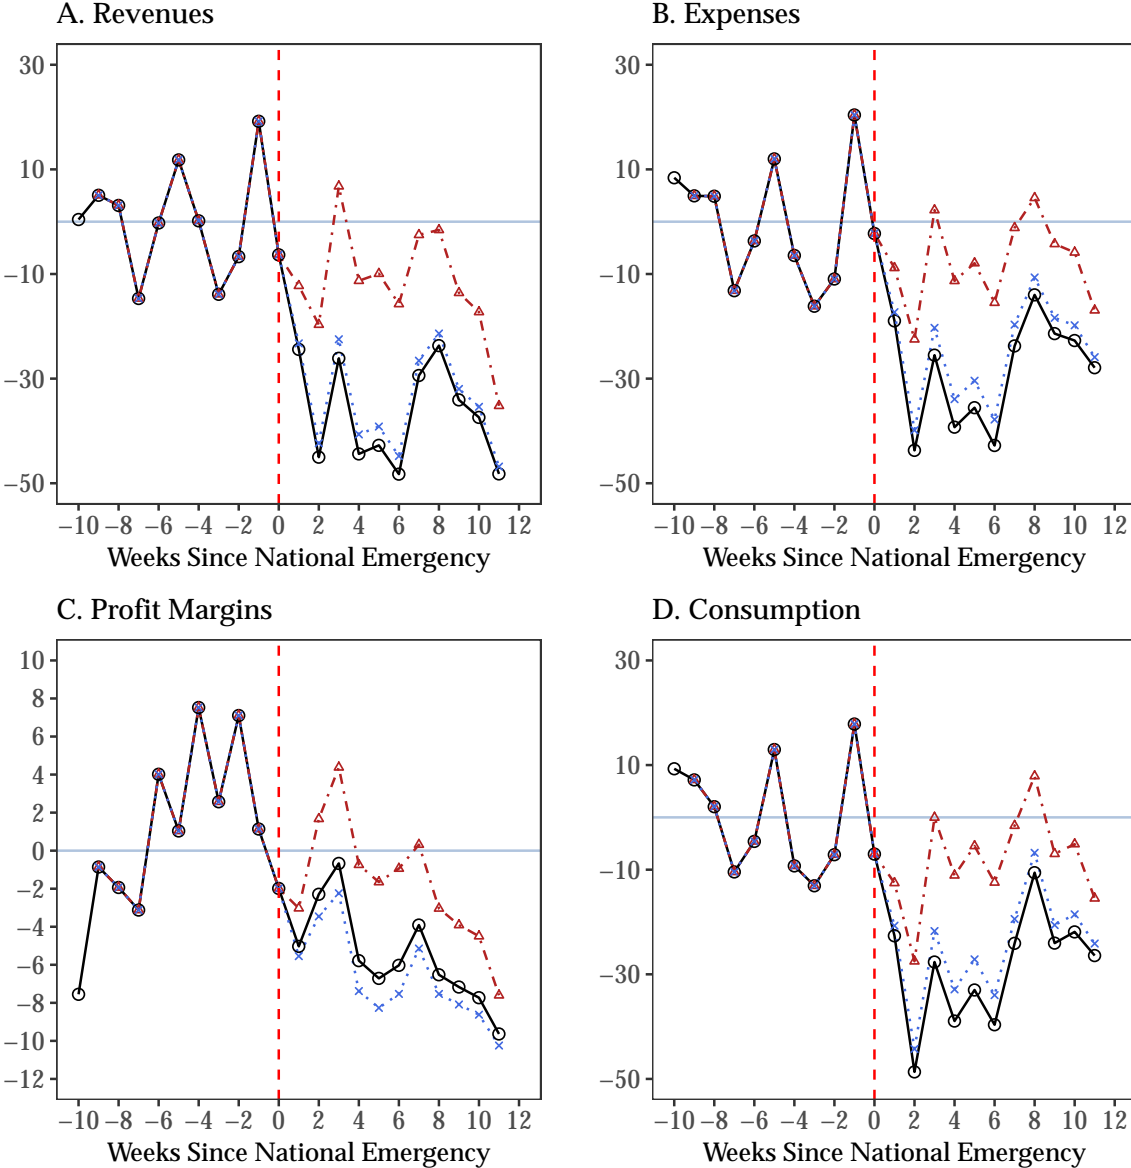 A. Revenues
30
10
−10
−30
−50
−10 −8 −6 −4 −2 0 2 4 6 8 10 12
Weeks Since National Emergency
B. Expenses
30
10
−10
−30
−50
−10 −8 −6 −4 −2 0 2 4 6 8 10 12
Weeks Since National Emergency
C. Profit Margins
10
8
6
4
2
0
−2
−4
−6
−8
−10
−12
−10 −8 −6 −4 −2 0 2 4 6 8 10 12
Weeks Since National Emergency
D. Consumption
30
10
−10
−30
−50
−10 −8 −6 −4 −2 0 2 4 6 8 10 12
Weeks Since National Emergency